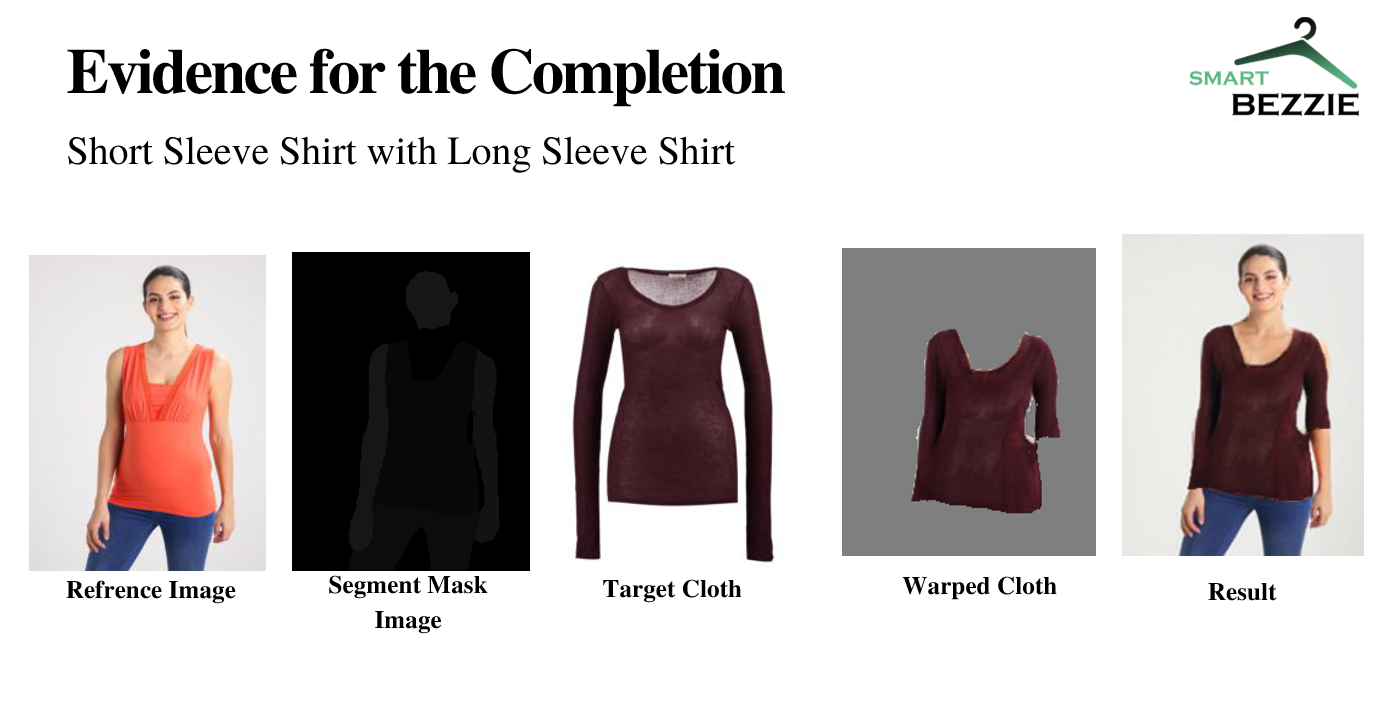 Evidence for the Completion
SMART
BEZZIE
Short Sleeve Shirt with Long Sleeve Shirt
Refrence Image
Segment Mask
Image
Target Cloth
Warped Cloth
Result